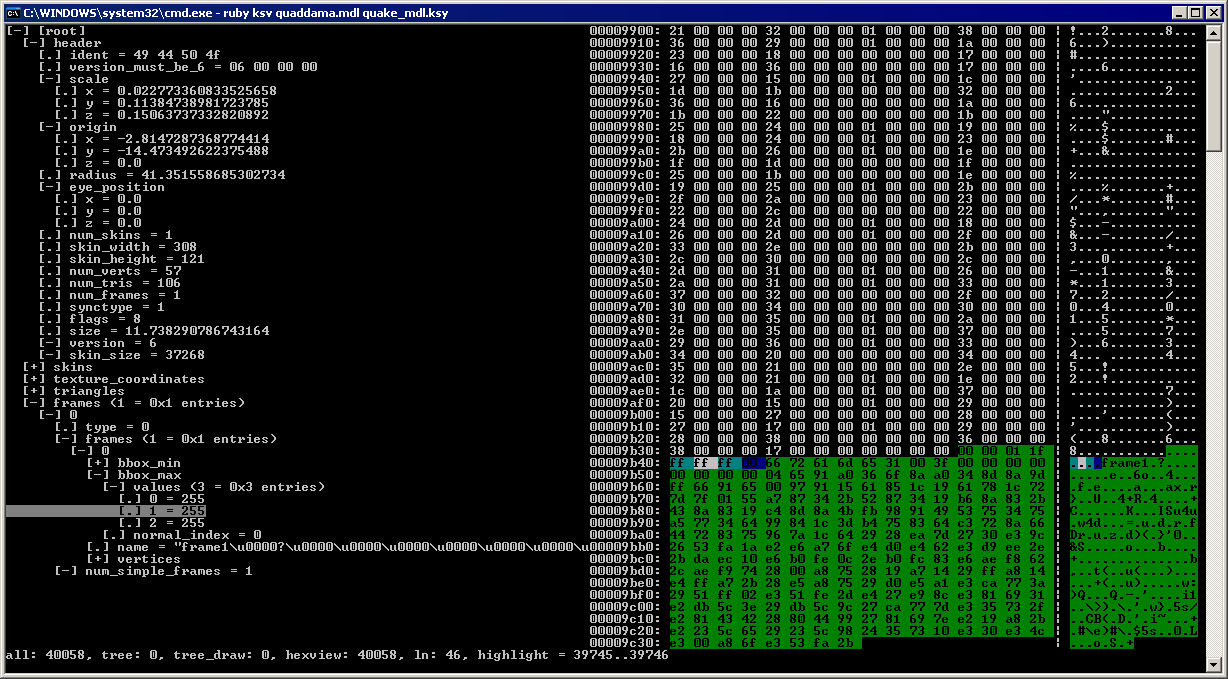 C:\WINDOWS\system32\cmd.exe - ruby ksv quaddama.mdl quake_mdl.ksy
[-] [root] 00009900: 21 00 00 00 32 00 00 00 01 00 00 00 38 00 00 00 ¦ !...2.......8...
[-] header 00009910: 36 00 00 00 29 00 00 00 01 00 00 00 1a 00 00 00 ¦ 6...)...........
[.] ident = 49 44 50 4f 00009920: 23 00 00 00 18 00 00 00 01 00 00 00 17 00 00 00 ¦ #...............
[.] version_must_be_6 = 06 00 00 00 00009930: 16 00 00 00 36 00 00 00 01 00 00 00 17 00 00 00 ¦ ....6...........
[-] scale 00009940: 27 00 00 00 15 00 00 00 01 00 00 00 1c 00 00 00 ¦ '...............
[.] x = 0.022773360833525658 00009950: 1d 00 00 00 1b 00 00 00 01 00 00 00 32 00 00 00 ¦ ............2...
[.] y = 0.11384738981723785 00009960: 36 00 00 00 16 00 00 00 01 00 00 00 1a 00 00 00 ¦ 6...............
[.] z = 0.15063737332820892 00009970: 1b 00 00 00 22 00 00 00 01 00 00 00 1b 00 00 00 ¦ ...."...........
[-] origin 00009980: 25 00 00 00 24 00 00 00 01 00 00 00 19 00 00 00 ¦ %...$...........
[.] x = -2.8147287368774414 00009990: 18 00 00 00 24 00 00 00 01 00 00 00 23 00 00 00 ¦ ....$.......#...
[.] y = -14.473492622375488 000099a0: 2b 00 00 00 26 00 00 00 01 00 00 00 1e 00 00 00 ¦ +...&...........
[.] z = 0.0 000099b0: 1f 00 00 00 1d 00 00 00 01 00 00 00 1f 00 00 00 ¦ ................
[.] radius = 41.351558685302734 000099c0: 25 00 00 00 1b 00 00 00 01 00 00 00 1e 00 00 00 ¦ %...............
[-] eye_position 000099d0: 19 00 00 00 25 00 00 00 01 00 00 00 2b 00 00 00 ¦ ....%.......+...
[.] x = 0.0 000099e0: 2f 00 00 00 2a 00 00 00 01 00 00 00 23 00 00 00 ¦ /...*.......#...
[.] y = 0.0 000099f0: 22 00 00 00 2c 00 00 00 01 00 00 00 22 00 00 00 ¦ "...,......."...
[.] z = 0.0 00009a00: 24 00 00 00 2d 00 00 00 01 00 00 00 18 00 00 00 ¦ $...-...........
[.] num_skins = 1 00009a10: 26 00 00 00 2d 00 00 00 01 00 00 00 2f 00 00 00 ¦ &...-......./...
[.] skin_width = 308 00009a20: 33 00 00 00 2e 00 00 00 01 00 00 00 2b 00 00 00 ¦ 3...........+...
[.] skin_height = 121 00009a30: 2c 00 00 00 30 00 00 00 01 00 00 00 2c 00 00 00 ¦ ,...0.......,...
[.] num_verts = 57 00009a40: 2d 00 00 00 31 00 00 00 01 00 00 00 26 00 00 00 ¦ -...1.......&...
[.] num_tris = 106 00009a50: 2a 00 00 00 31 00 00 00 01 00 00 00 33 00 00 00 ¦ *...1.......3...
[.] num_frames = 1 00009a60: 37 00 00 00 32 00 00 00 01 00 00 00 2f 00 00 00 ¦ 7...2......./...
[.] synctype = 1 00009a70: 30 00 00 00 34 00 00 00 01 00 00 00 30 00 00 00 ¦ 0...4.......0...
[.] flags = 8 00009a80: 31 00 00 00 35 00 00 00 01 00 00 00 2a 00 00 00 ¦ 1...5.......*...
[.] size = 11.738290786743164 00009a90: 2e 00 00 00 35 00 00 00 01 00 00 00 37 00 00 00 ¦ ....5.......7...
[-] version = 6 00009aa0: 29 00 00 00 36 00 00 00 01 00 00 00 33 00 00 00 ¦ )...6.......3...
[-] skin_size = 37268 00009ab0: 34 00 00 00 20 00 00 00 01 00 00 00 34 00 00 00 ¦ 4... .......4...
[+] skins 00009ac0: 35 00 00 00 21 00 00 00 01 00 00 00 2e 00 00 00 ¦ 5...!...........
[+] texture_coordinates 00009ad0: 32 00 00 00 21 00 00 00 01 00 00 00 1e 00 00 00 ¦ 2...!...........
[+] triangles 00009ae0: 1c 00 00 00 1a 00 00 00 01 00 00 00 37 00 00 00 ¦ ............7...
[-] frames (1 = 0x1 entries) 00009af0: 20 00 00 00 15 00 00 00 01 00 00 00 29 00 00 00 ¦  ...........)...
[-] 0 00009b00: 15 00 00 00 27 00 00 00 01 00 00 00 28 00 00 00 ¦ ....'.......(...
[.] type = 0 00009b10: 27 00 00 00 17 00 00 00 01 00 00 00 29 00 00 00 ¦ '...........)...
[-] frames (1 = 0x1 entries) 00009b20: 28 00 00 00 38 00 00 00 01 00 00 00 36 00 00 00 ¦ (...8.......6...
[-] 0 00009b30: 38 00 00 00 17 00 00 00 00 00 00 00 00 00 01 1f ¦ 8...............
[+] bbox_min 00009b40: ff ff ff 00 66 72 61 6d 65 31 00 3f 00 00 00 00 ¦ ....frame1.?....
[-] bbox_max 00009b50: 00 00 00 00 04 65 91 a0 36 6f 8a a0 34 8d 8a 9d ¦ .....e..6o..4...
[-] values (3 = 0x3 entries) 00009b60: ff 66 91 65 00 97 91 15 61 85 1c 19 61 78 1c 72 ¦ .f.e....a...ax.r
[.] 0 = 255 00009b70: 7d 7f 01 55 a7 87 34 2b 52 87 34 19 b6 8a 83 2b ¦ }..U..4+R.4....+
[.] 1 = 255 00009b80: 43 8a 83 19 c4 8d 8a 4b fb 98 91 49 53 75 34 75 ¦ C......K...ISu4u
[.] 2 = 255 00009b90: a5 77 34 64 99 84 1c 3d b4 75 83 64 c3 72 8a 66 ¦ .w4d...=.u.d.r.f
[.] normal_index = 0 00009ba0: 44 72 83 75 96 7a 1c 64 29 28 ea 7d 27 30 e3 9c ¦ Dr.u.z.d)(.}'0..
[.] name = "frame1\u0000?\u0000\u0000\u0000\u0000\u0000\u0000\u 00009bb0: 26 53 fa 1a e2 e6 a7 6f e4 d0 e4 62 e3 d9 ee 2e ¦ &S.....o...b....
[+] vertices 00009bc0: 2b da ec 10 e6 b0 fe 0c 2e b0 fc 83 e6 ae f8 62 ¦ +..............b
[-] num_simple_frames = 1 00009bd0: 2c ae f9 74 28 00 a8 75 28 19 a7 14 29 ff a8 14 ¦ ,..t(..u(...)...
00009be0: e4 ff a7 2b 28 e5 a8 75 29 d0 e5 a1 e3 ca 77 3a ¦ ...+(..u).....w:
00009bf0: 29 51 ff 02 e3 51 fe 2d e4 27 e9 8c e3 81 69 31 ¦ )Q...Q.-.'....i1
00009c00: e2 db 5c 3e 29 db 5c 9c 27 ca 77 7d e3 35 73 2f ¦ ..\>).\.'.w}.5s/
00009c10: e2 81 43 42 28 80 44 99 27 81 69 7e e2 19 a8 2b ¦ ..CB(.D.'.i~...+
00009c20: e2 23 5c 65 29 23 5c 98 24 35 73 10 e3 30 e3 4c ¦ .#\e)#\.$5s..0.L
00009c30: e3 00 a8 6f e3 53 fa 2b ¦ ...o.S.+
all: 40058, tree: 0, tree_draw: 0, hexview: 40058, ln: 46, highlight = 39745..39746